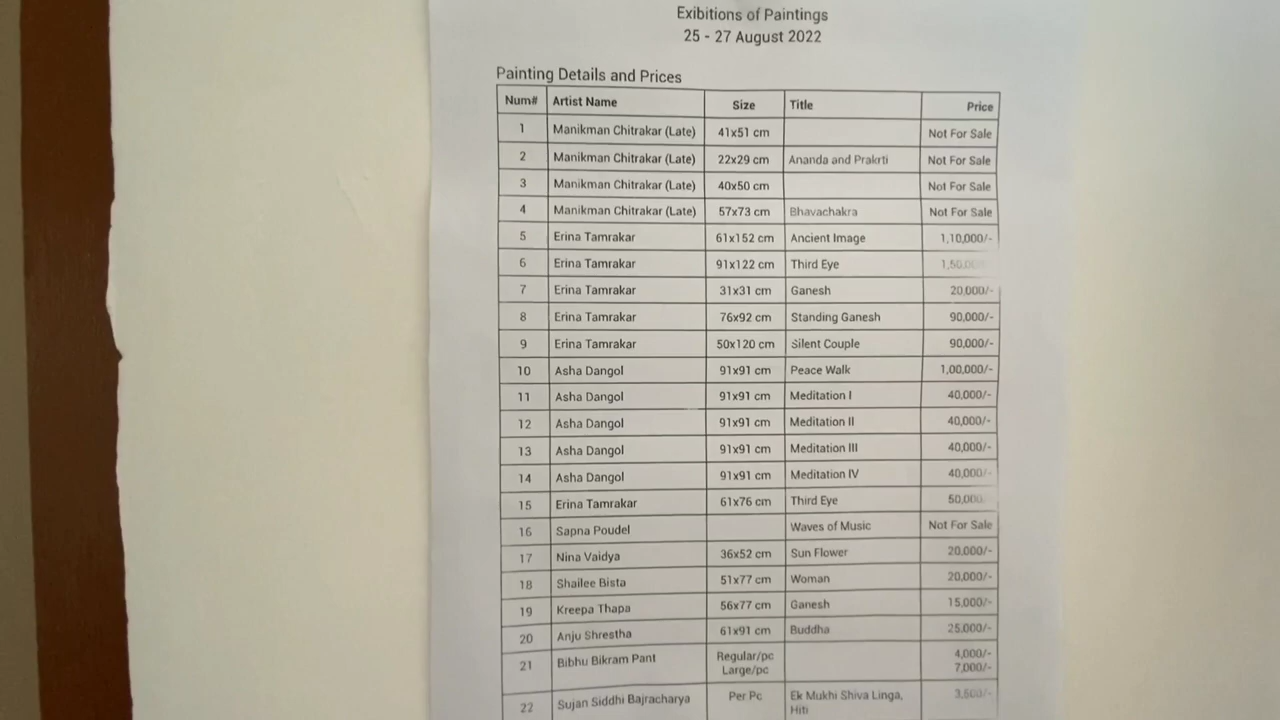 Exibitions of Paintings
25 - 27 August 2022
Painting Details and Prices
Num# Artist Name Size Title Price
1 Manikman Chitrakar (Late) 41x51 cm Not For Sale
2 Manikman Chitrakar (Late) 22x29 cm Ananda and Prakrti Not For Sale
3 Manikman Chitrakar (Late) 40x50 cm Not For Sale
4 Manikman Chitrakar (Late) 57x73 cm Bhavachakra Not For Sale
5 Erina Tamrakar 61x152 cm Ancient Image 1,10,000/-
6 Erina Tamrakar 91x122 cm Third Eye
7 Erina Tamrakar 31x31 cm Ganesh 20,000/-
8 Erina Tamrakar 76x92 cm Standing Ganesh 90,000/-
9 Erina Tamrakar 50x120 cm Silent Couple 90,000/-
10 Asha Dangol 91x91 cm Peace Walk 1,00,000/-
11 Asha Dangol 91x91 cm Meditation I 40,000/-
12 Asha Dangol 91x91 cm Meditation II 40,000/-
13 Asha Dangol 91x91 cm Meditation III 40,000/-
14 Asha Dangol 91x91 cm Meditation IV 40,000/-
15 Erina Tamrakar 61x76 cm Third Eye 50,000
16 Sapna Poudel Waves of Music Not For Sale
17 Nina Vaidya 36x52 cm Sun Flower 20,000/-
18 Shailee Bista 51x77 cm Woman 20,000/-
19 Kreepa Thapa 56x77 cm Ganesh 15,000/-
20 Anju Shrestha 61x91 cm Buddha 25,000/-
21 Bibhu Bikram Pant Regular/pc 4,000/-
Large/pc 7,000/-
22 Sujan Siddhi Bajracharya Per Pc Ek Mukhi Shiva Linga, 3,500/-
Hiti